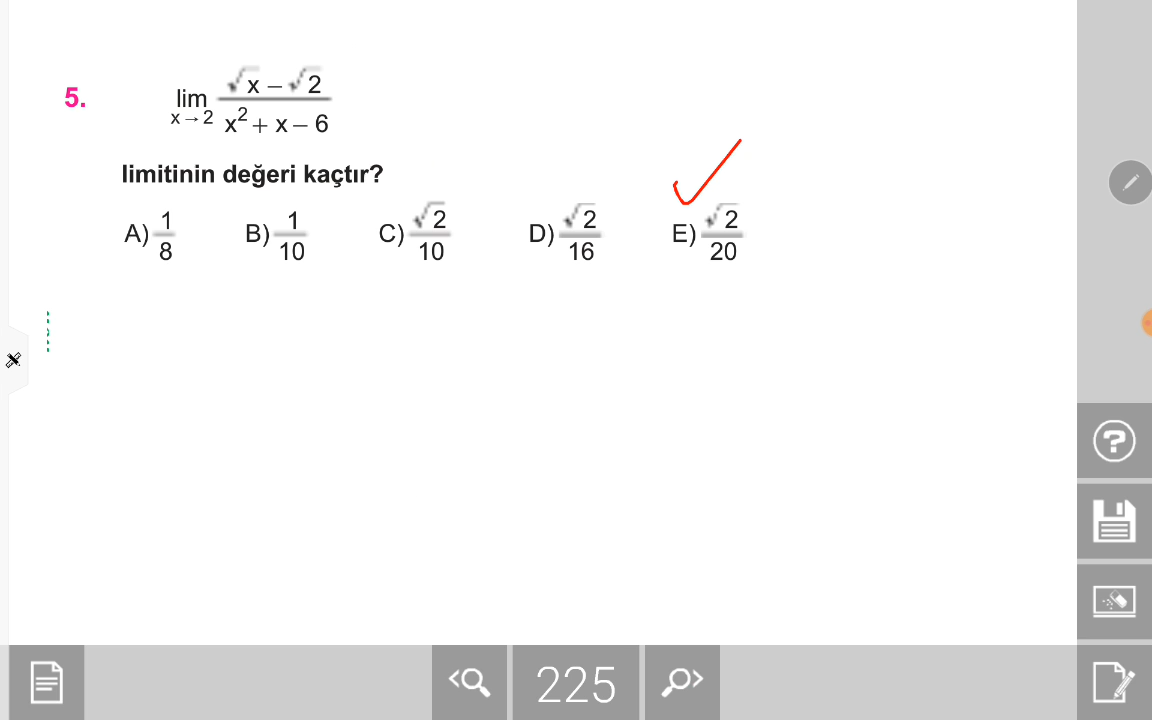 5. lim x→2 √x – √2 / x² + x – 6
limitinin değeri kaçtır?
A) 1/8 B) 1/10 C) √2/10 D) √2/16 E) √2/20
225